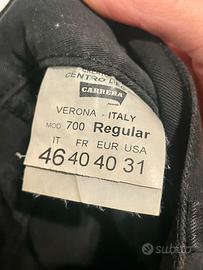 CENTRO
CARRERA
VERONA - ITALY
MOD 700 Regular
IT FR EUR USA
46 40 40 31
subito